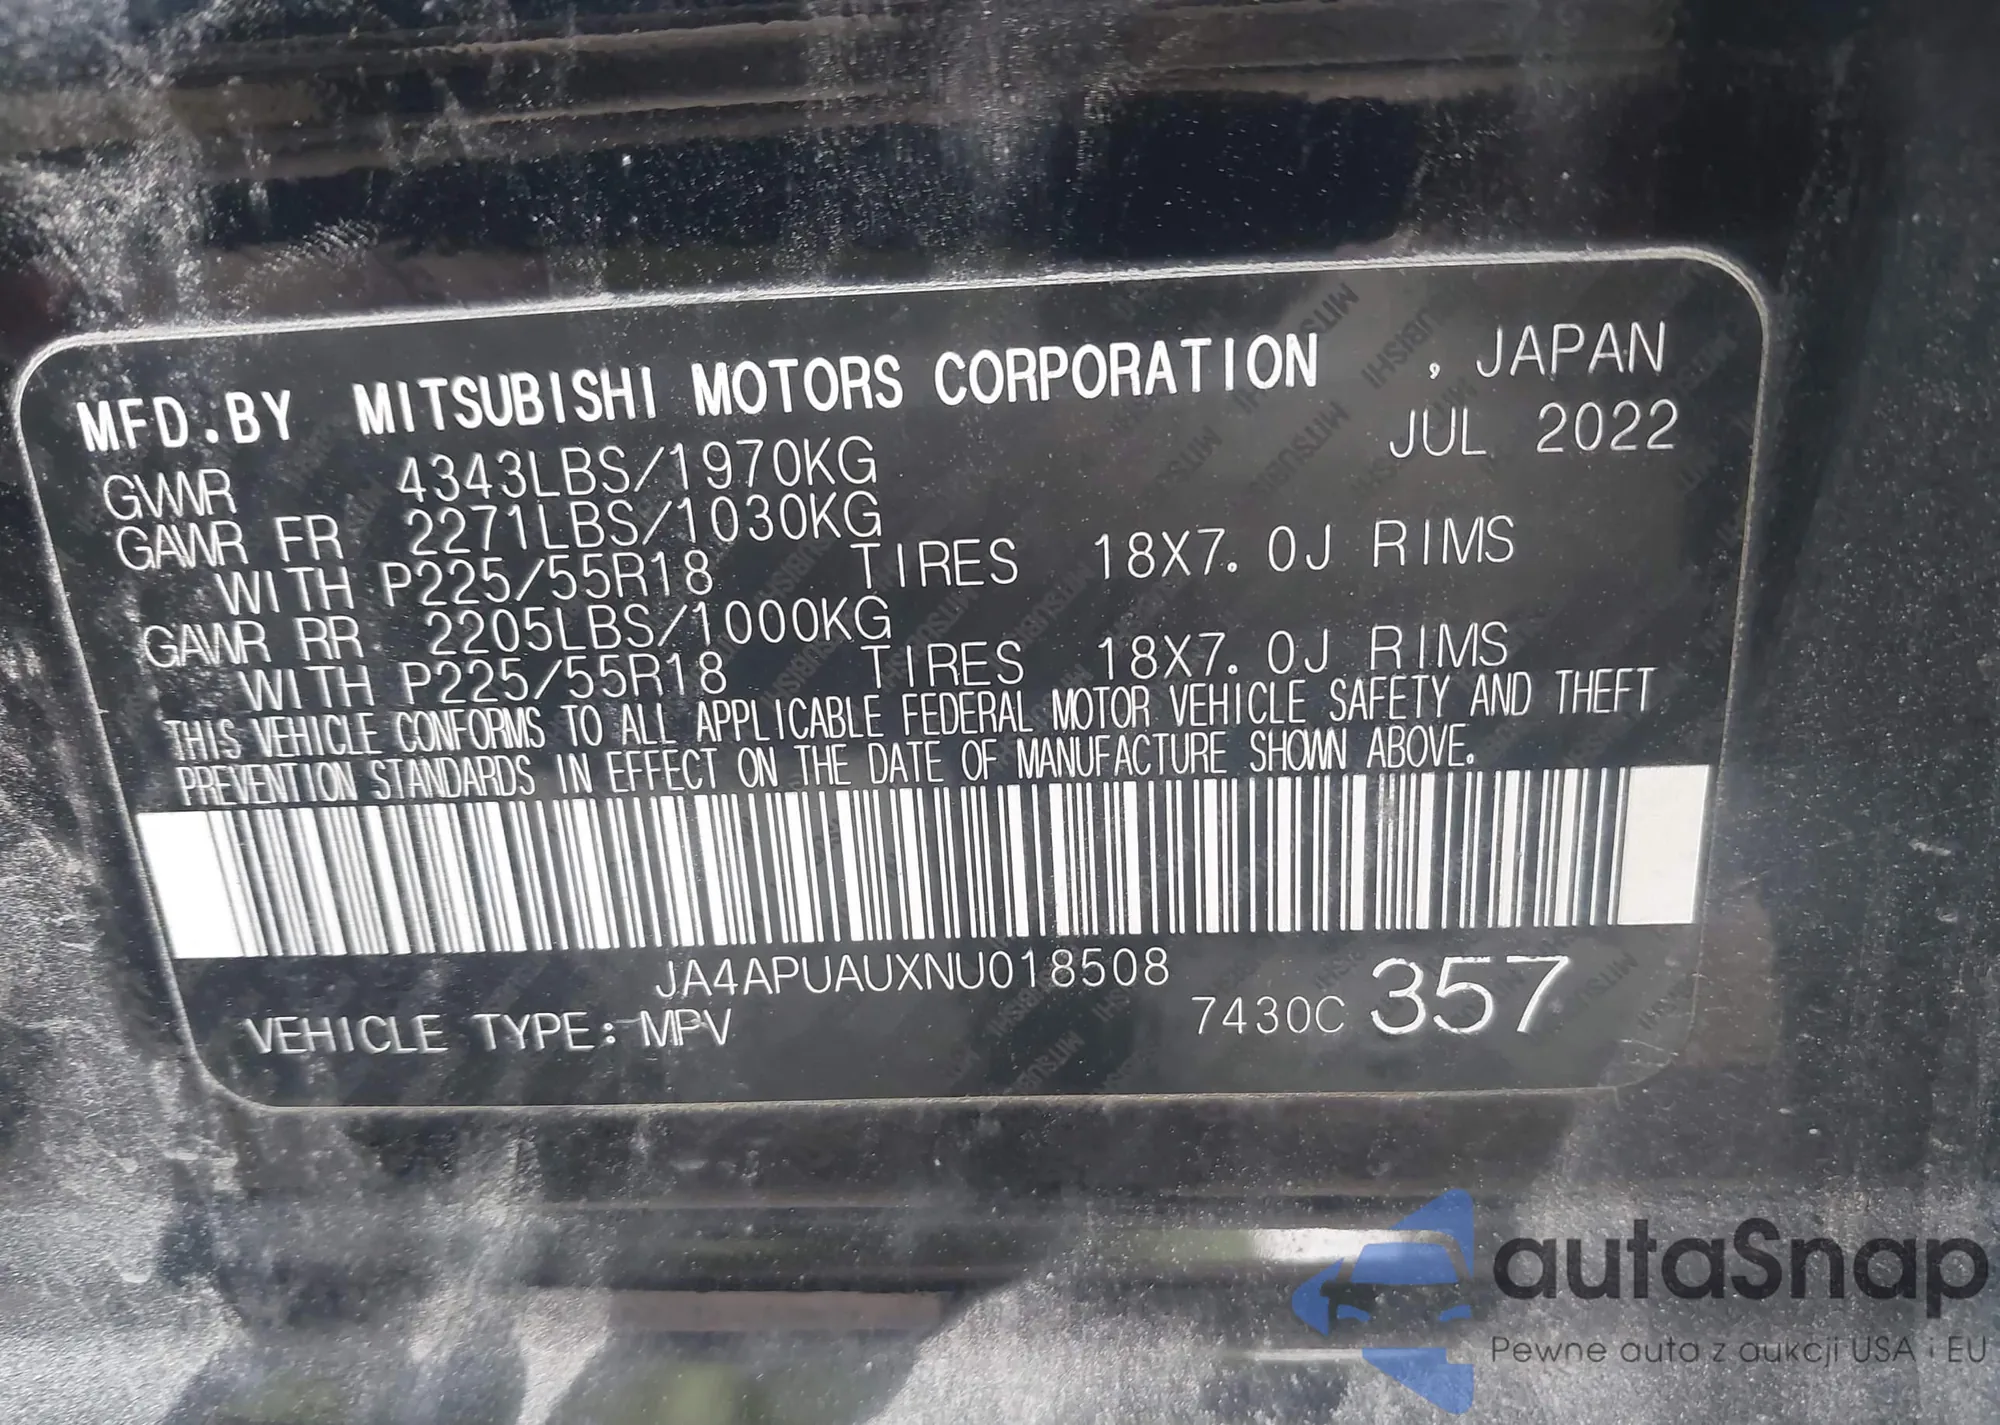 MFD.BY MITSUBISHI MOTORS CORPORATION , JAPAN
JUL 2022
GVWR 4343LBS/1970KG
GAWR FR 2271LBS/1030KG
WITH P225/55R18 TIRES 18X7.0J RIMS
GAWR RR 2205LBS/1000KG
WITH P225/55R18 TIRES 18X7.0J RIMS
THIS VEHICLE CONFORMS TO ALL APPLICABLE FEDERAL MOTOR VEHICLE SAFETY AND THEFT
PREVENTION STANDARDS IN EFFECT ON THE DATE OF MANUFACTURE SHOWN ABOVE.
JA4APUAUXNU018508
VEHICLE TYPE: MPV 7430C 357
autaSnap
Pewne auta z aukcji USA i EU